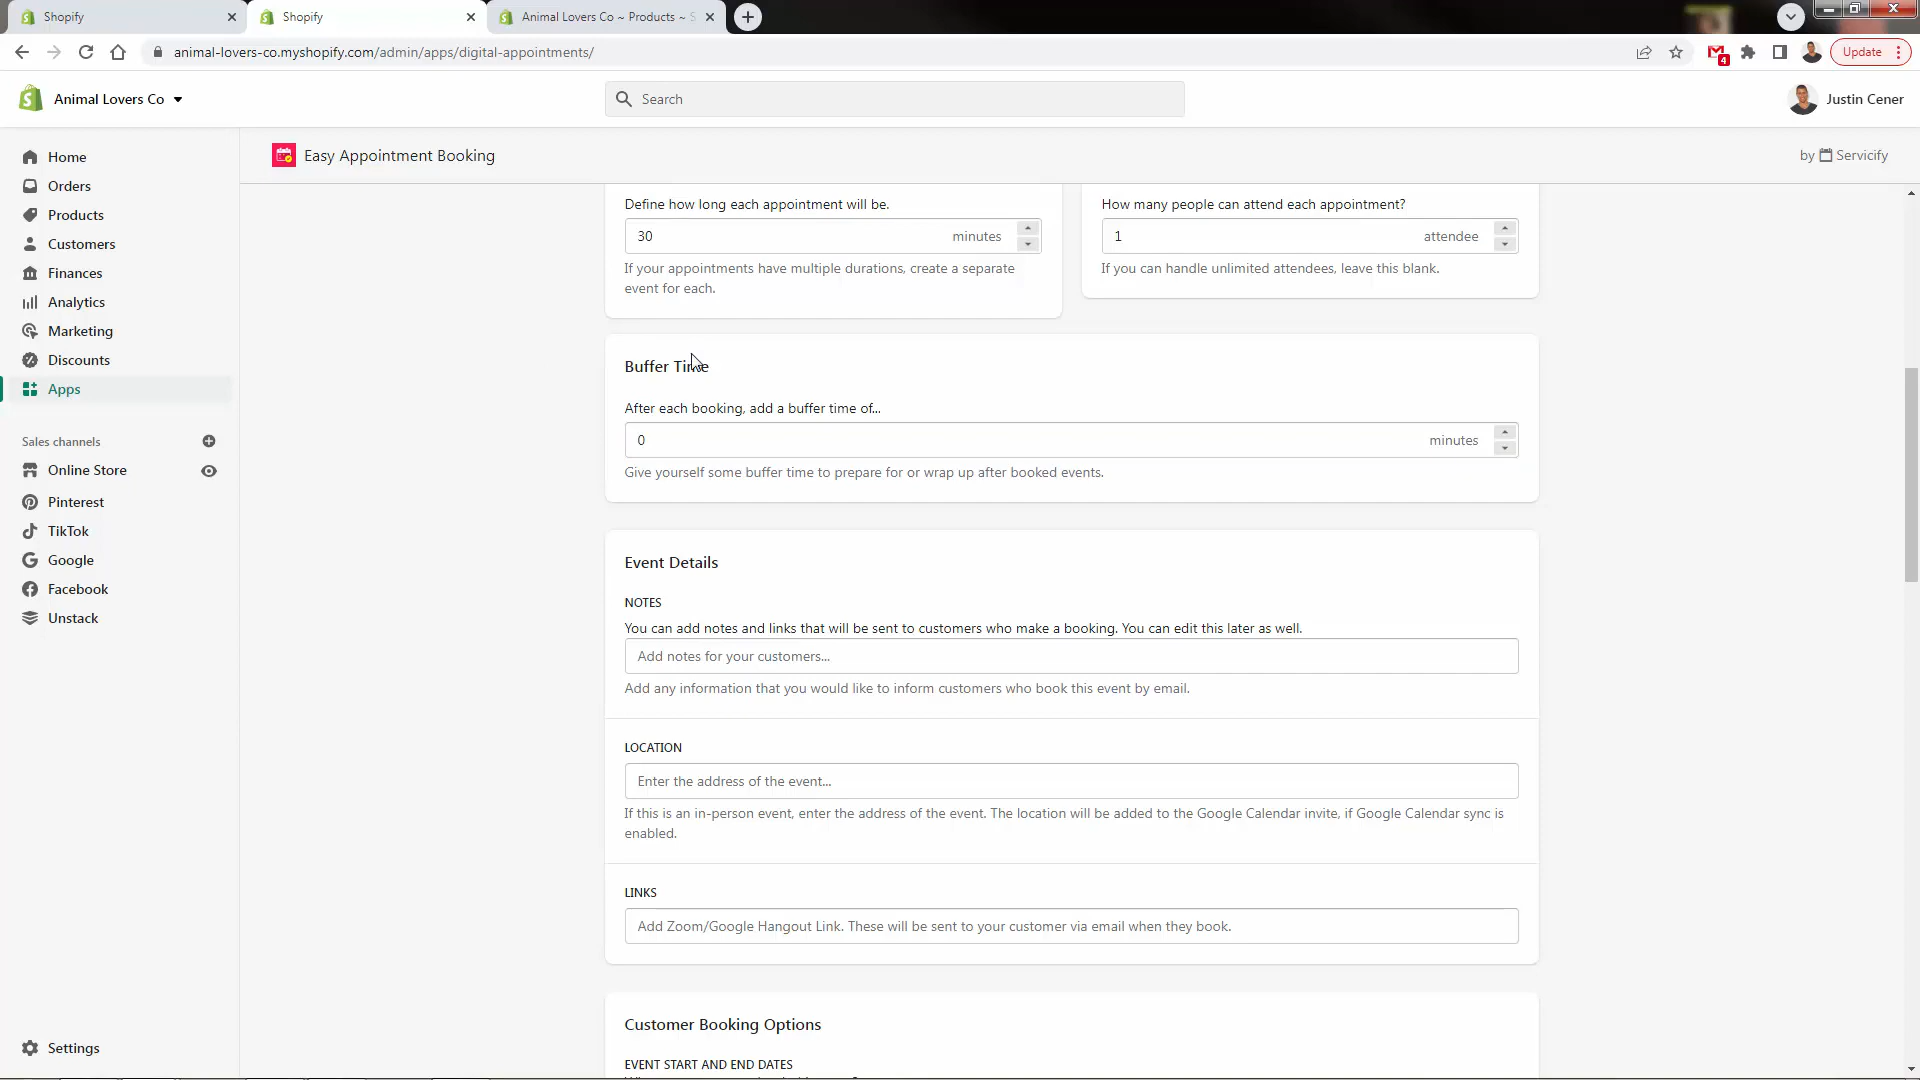 Shopify
Shopify
Animal Lovers Co ~ Products ~ S
animal-lovers-co.myshopify.com/admin/apps/digital-appointments/
4
Update
Animal Lovers Co
Search
Justin Cener
Easy Appointment Booking
by Servicify
Home
Orders
Products
Customers
Finances
Analytics
Marketing
Discounts
Apps
Sales channels
Online Store
Pinterest
TikTok
Google
Facebook
Unstack
Settings
Define how long each appointment will be.
30 minutes
If your appointments have multiple durations, create a separate
event for each.
How many people can attend each appointment?
1 attendee
If you can handle unlimited attendees, leave this blank.
Buffer Time
After each booking, add a buffer time of...
0 minutes
Give yourself some buffer time to prepare for or wrap up after booked events.
Event Details
NOTES
You can add notes and links that will be sent to customers who make a booking. You can edit this later as well.
Add notes for your customers...
Add any information that you would like to inform customers who book this event by email.
LOCATION
Enter the address of the event...
If this is an in-person event, enter the address of the event. The location will be added to the Google Calendar invite, if Google Calendar sync is
enabled.
LINKS
Add Zoom/Google Hangout Link. These will be sent to your customer via email when they book.
Customer Booking Options
EVENT START AND END DATES